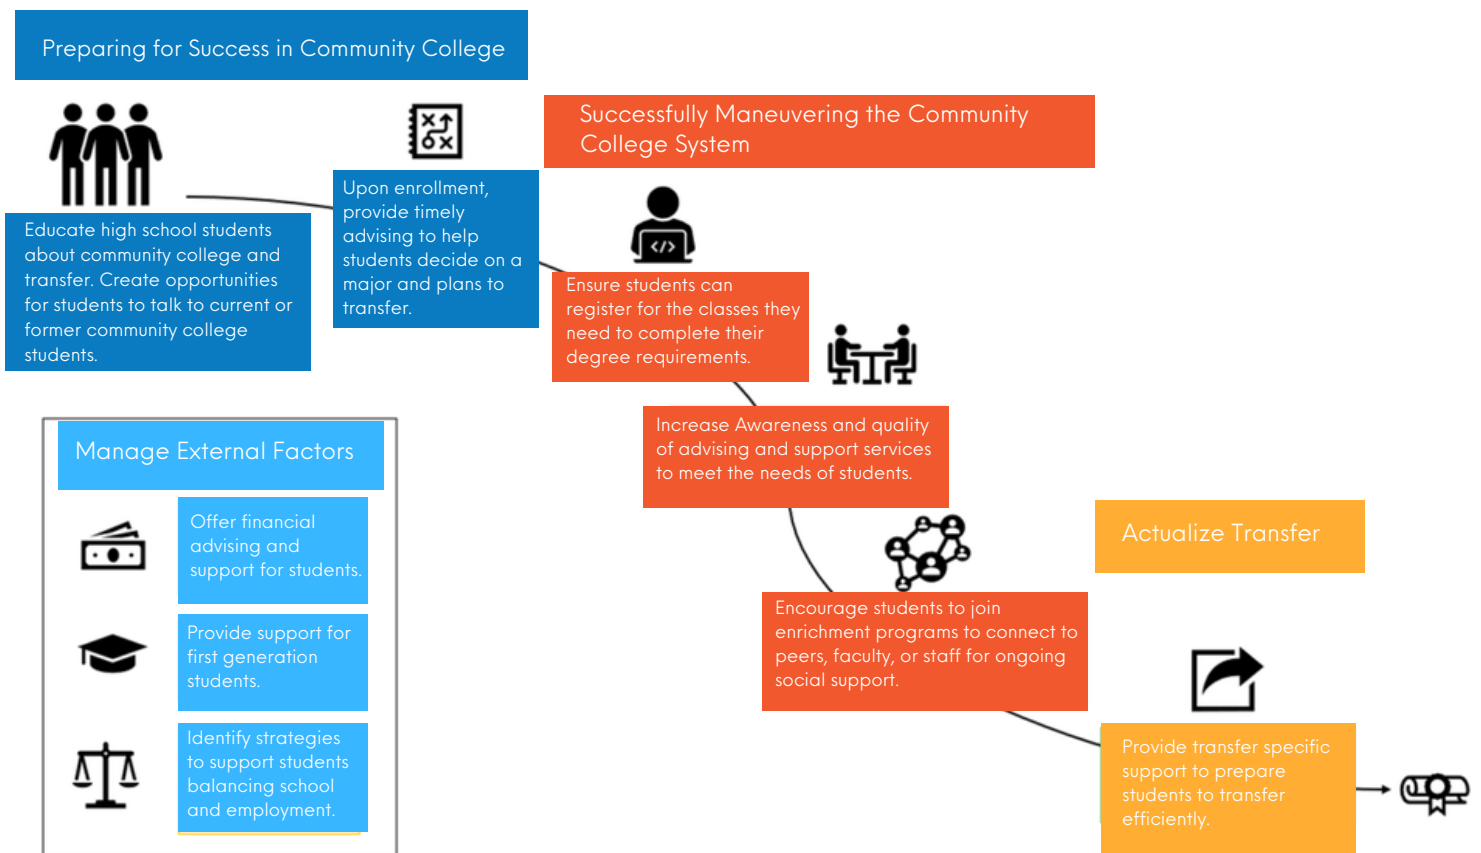 Preparing for Success in Community College
Successfully Maneuvering the Community
College System
Educate high school students
about community college and
transfer. Create opportunities
for students to talk to current or
former community college
students.
Upon enrollment,
provide timely
advising to help
students decide on a
major and plans to
transfer.
Ensure students can
register for the classes they
need to complete their
degree requirements.
Increase Awareness and quality
of advising and support services
to meet the needs of students.
Encourage students to join
enrichment programs to connect to
peers, faculty, or staff for ongoing
social support.
Actualize Transfer
Provide transfer specific
support to prepare
students to transfer
efficiently.
Manage External Factors
Offer financial
advising and
support for students.
Provide support for
first generation
students.
Identify strategies
to support students
balancing school
and employment.